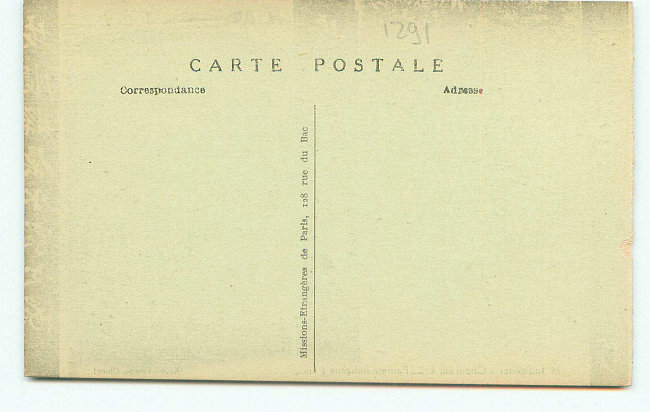 1291
CARTE POSTALE
Correspondance
Adresse
Missions-Etrangères de Paris, 128 rue du Bac